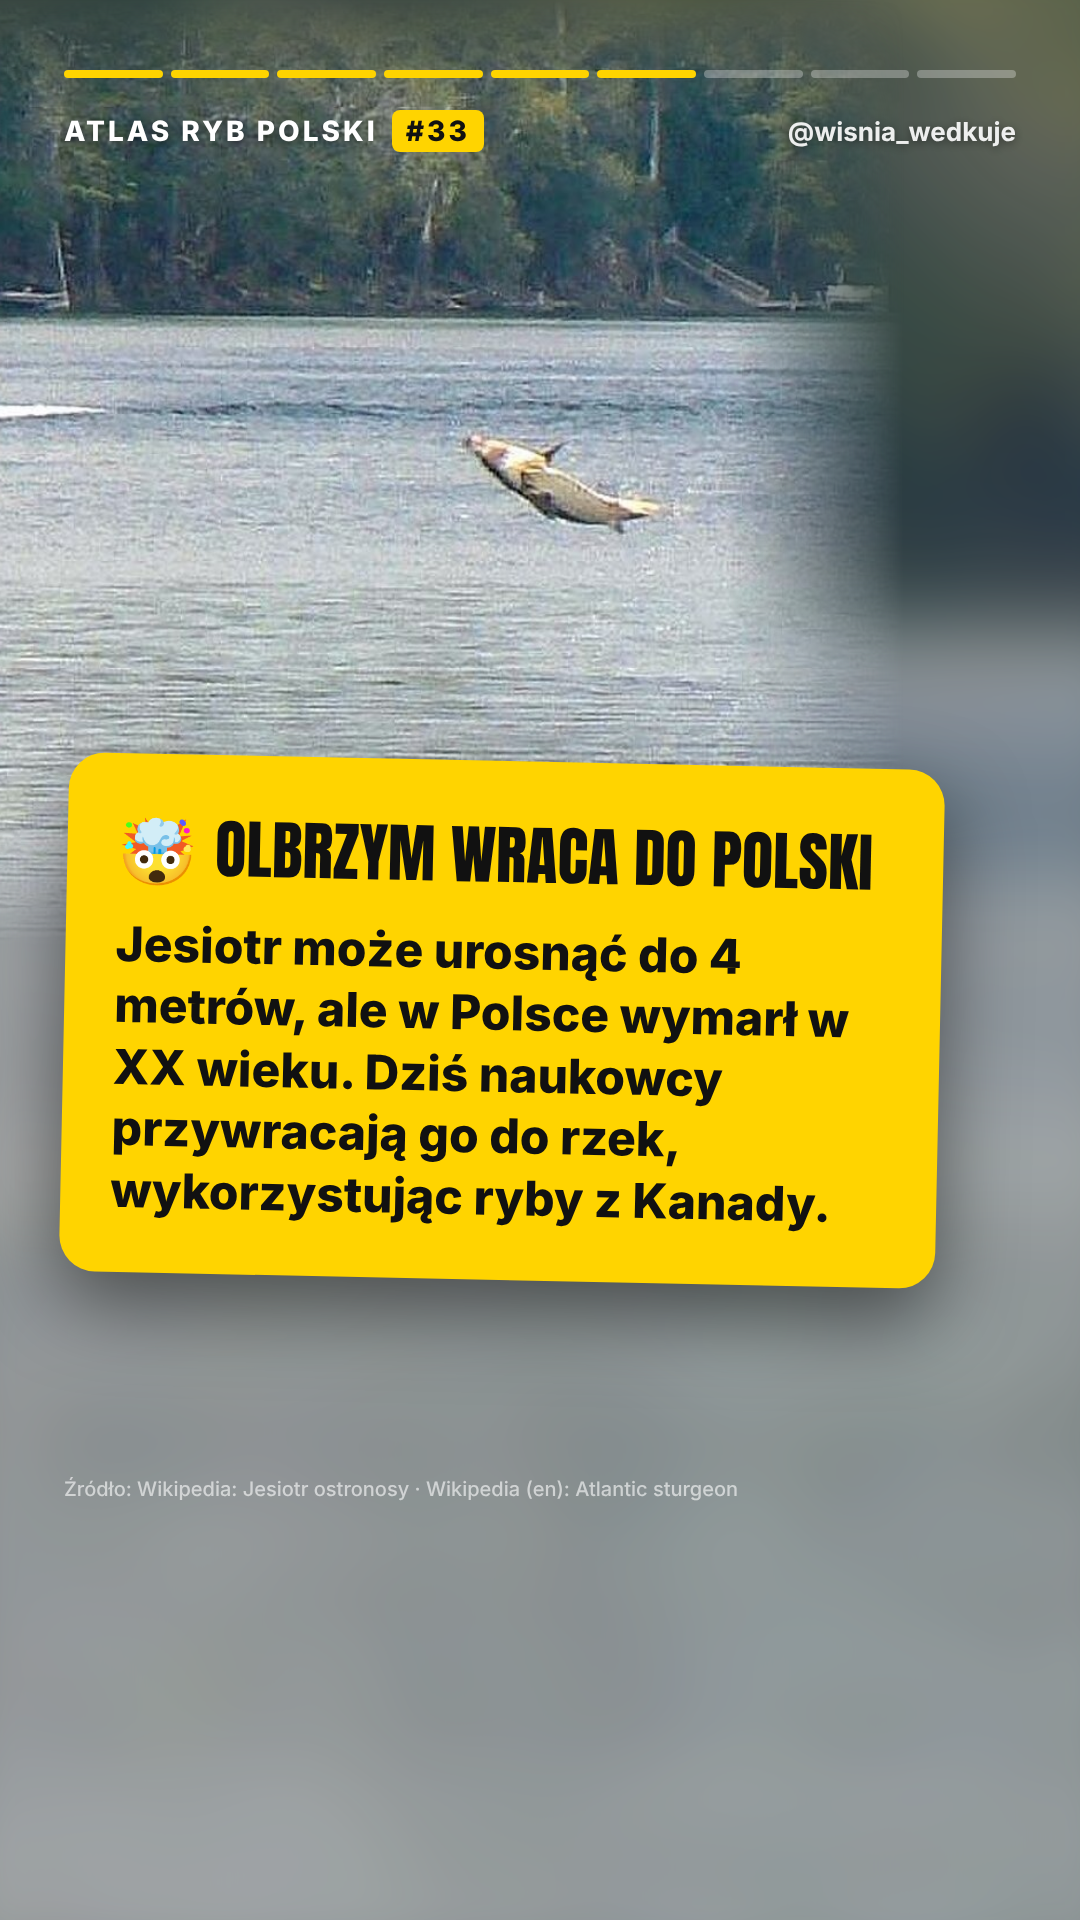 ATLAS RYB POLSKI #33
@wisnia_wedkuje
🤯 OLBRZYM WRACA DO POLSKI
Jesiotr może urosnąć do 4
metrów, ale w Polsce wymarł w
XX wieku. Dziś naukowcy
przywracają go do rzek,
wykorzystując ryby z Kanady.
Źródło: Wikipedia: Jesiotr ostronosy · Wikipedia (en): Atlantic sturgeon